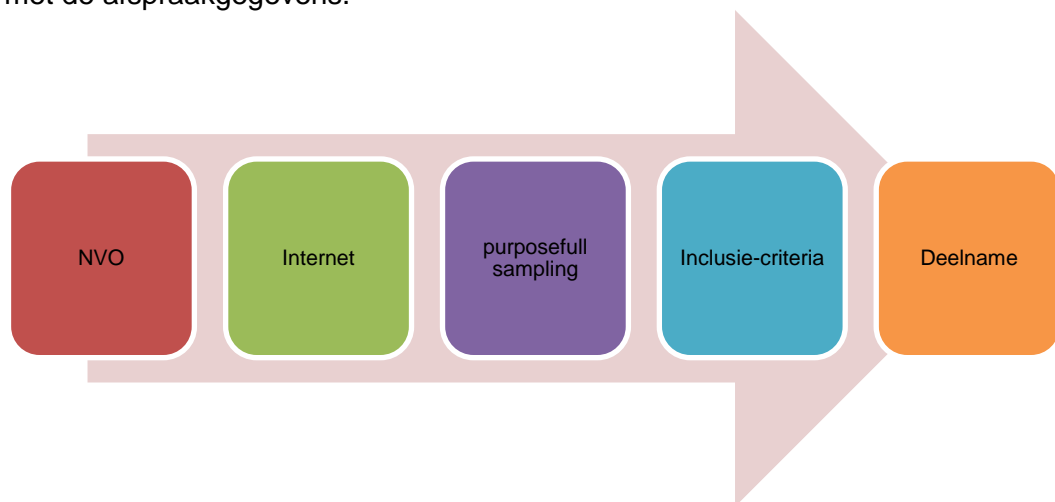 met de afspraakgegevens.
NVO
Internet
purposefull
sampling
Inclusie-criteria
Deelname